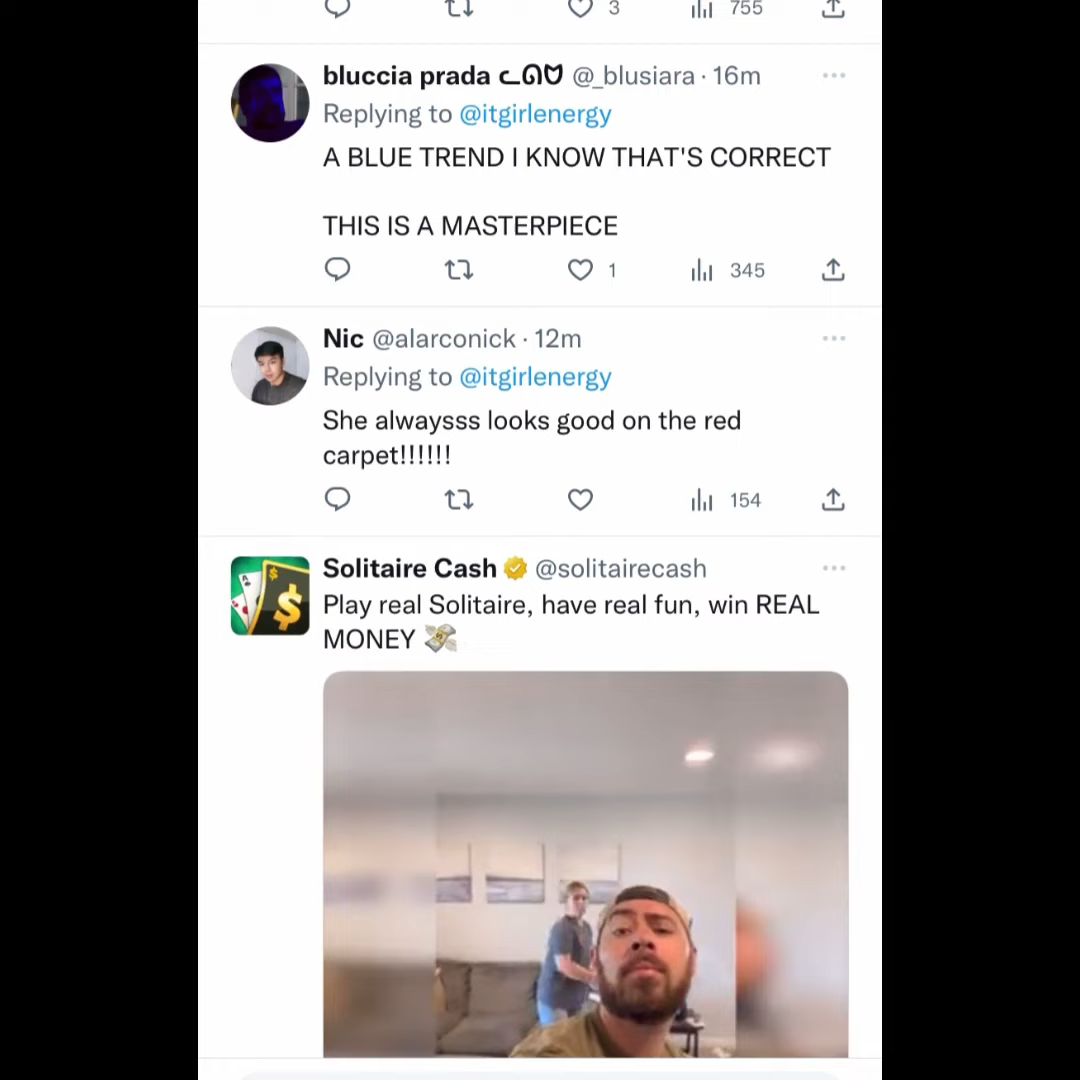 3 755
bluccia prada ᓚᘏᗢ @_blusiara · 16m
Replying to @itgirlenergy
A BLUE TREND I KNOW THAT'S CORRECT
THIS IS A MASTERPIECE
1 345
Nic @alarconick · 12m
Replying to @itgirlenergy
She alwaysss looks good on the red
carpet!!!!!!
154
Solitaire Cash @solitairecash
Play real Solitaire, have real fun, win REAL
MONEY 💸